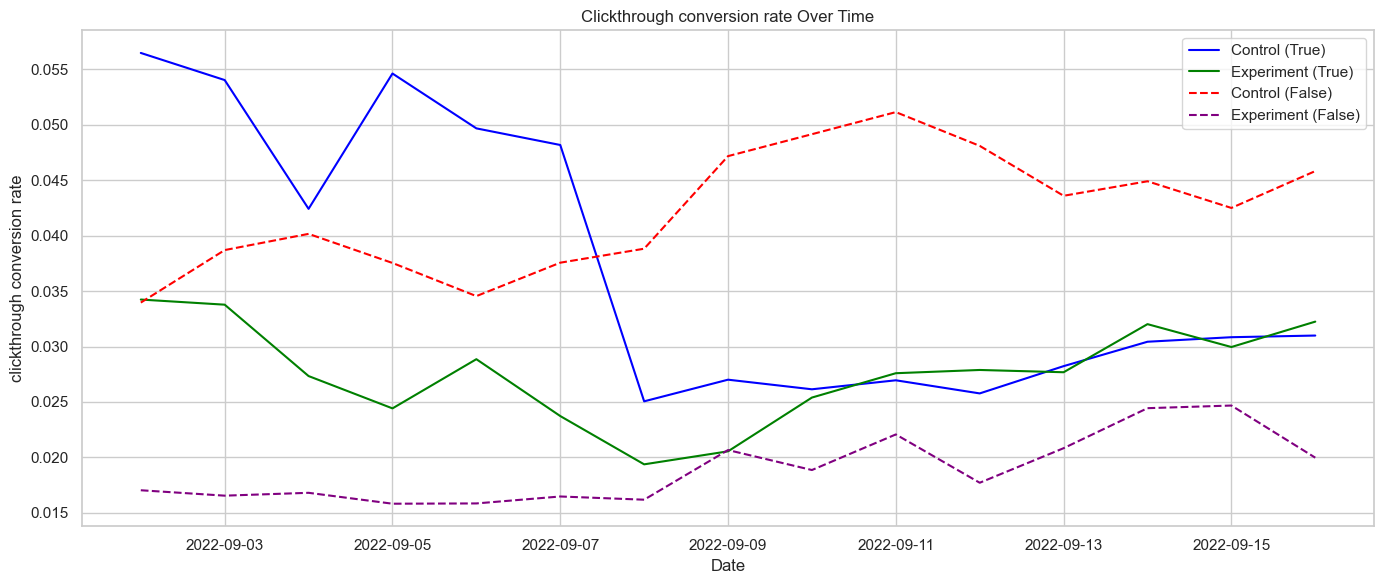 Clickthrough conversion rate Over Time
Control (True)
Experiment (True)
Control (False)
Experiment (False)
clickthrough conversion rate
0.055
0.050
0.045
0.040
0.035
0.030
0.025
0.020
0.015
2022-09-03
2022-09-05
2022-09-07
2022-09-09
2022-09-11
2022-09-13
2022-09-15
Date